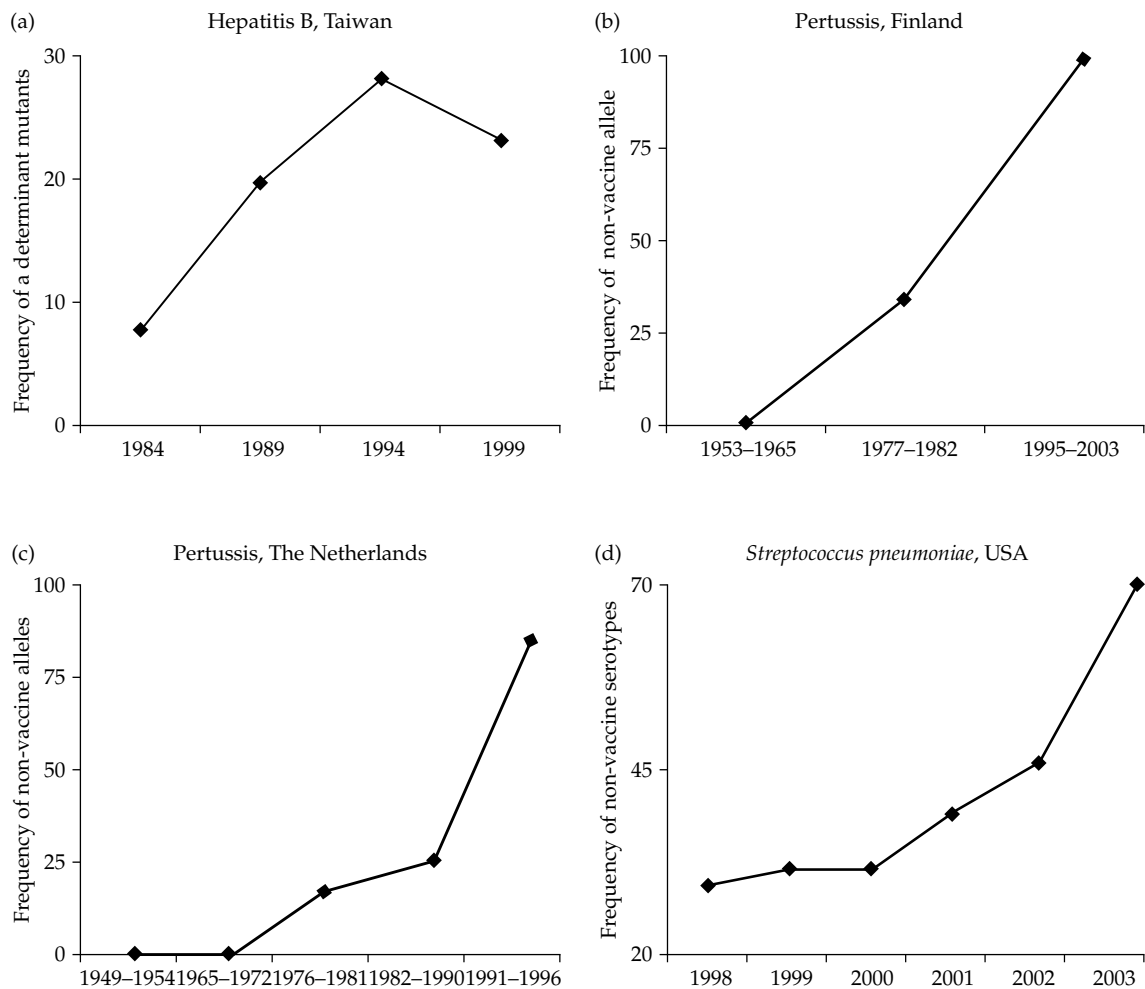 (a)
Hepatitis B, Taiwan
Frequency of a determinant mutants
30
20
10
0
1984 1989 1994 1999
(b)
Pertussis, Finland
Frequency of non-vaccine allele
100
75
50
25
0
1953–1965 1977–1982 1995–2003
(c)
Pertussis, The Netherlands
Frequency of non-vaccine alleles
100
75
50
25
0
1949–1954 1965–1972 1976–1981 1982–1990 1991–1996
(d)
Streptococcus pneumoniae, USA
Frequency of non-vaccine serotypes
70
45
20
1998 1999 2000 2001 2002 2003